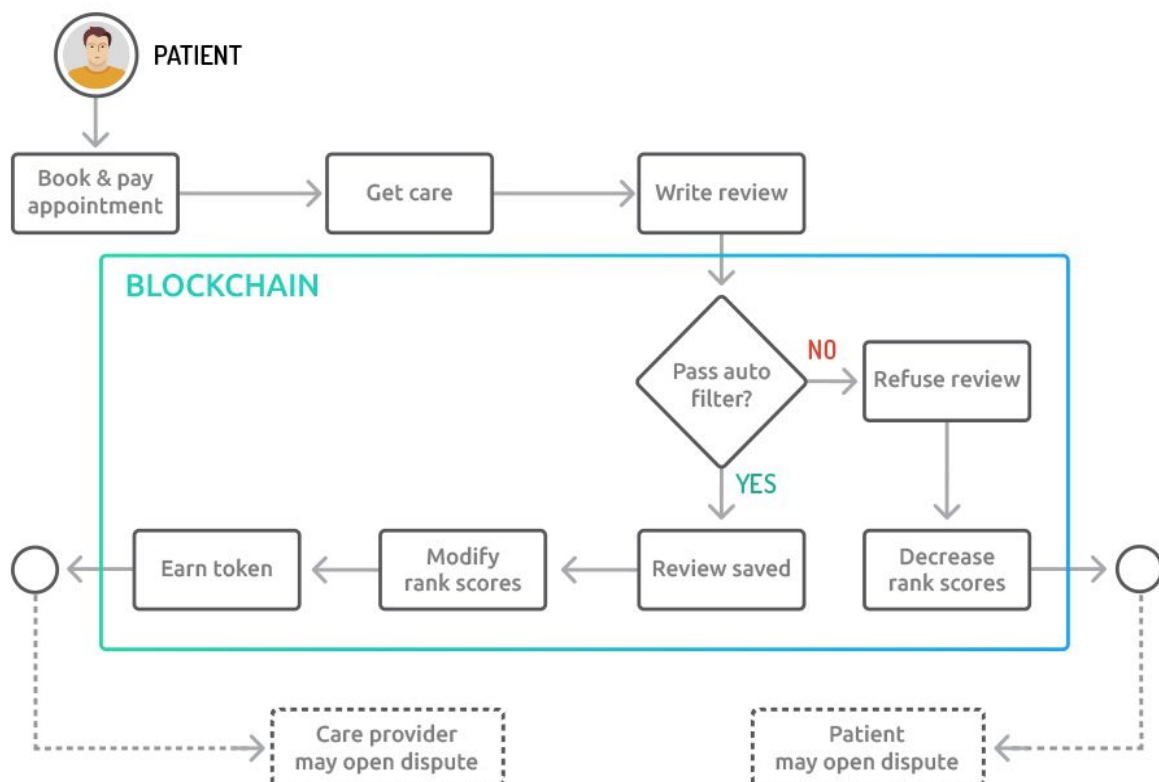 PATIENT
Book & pay
appointment
Get care
Write review
BLOCKCHAIN
Pass auto
filter?
NO
Refuse review
YES
Earn token
Modify
rank scores
Review saved
Decrease
rank scores
Care provider
may open dispute
Patient
may open dispute